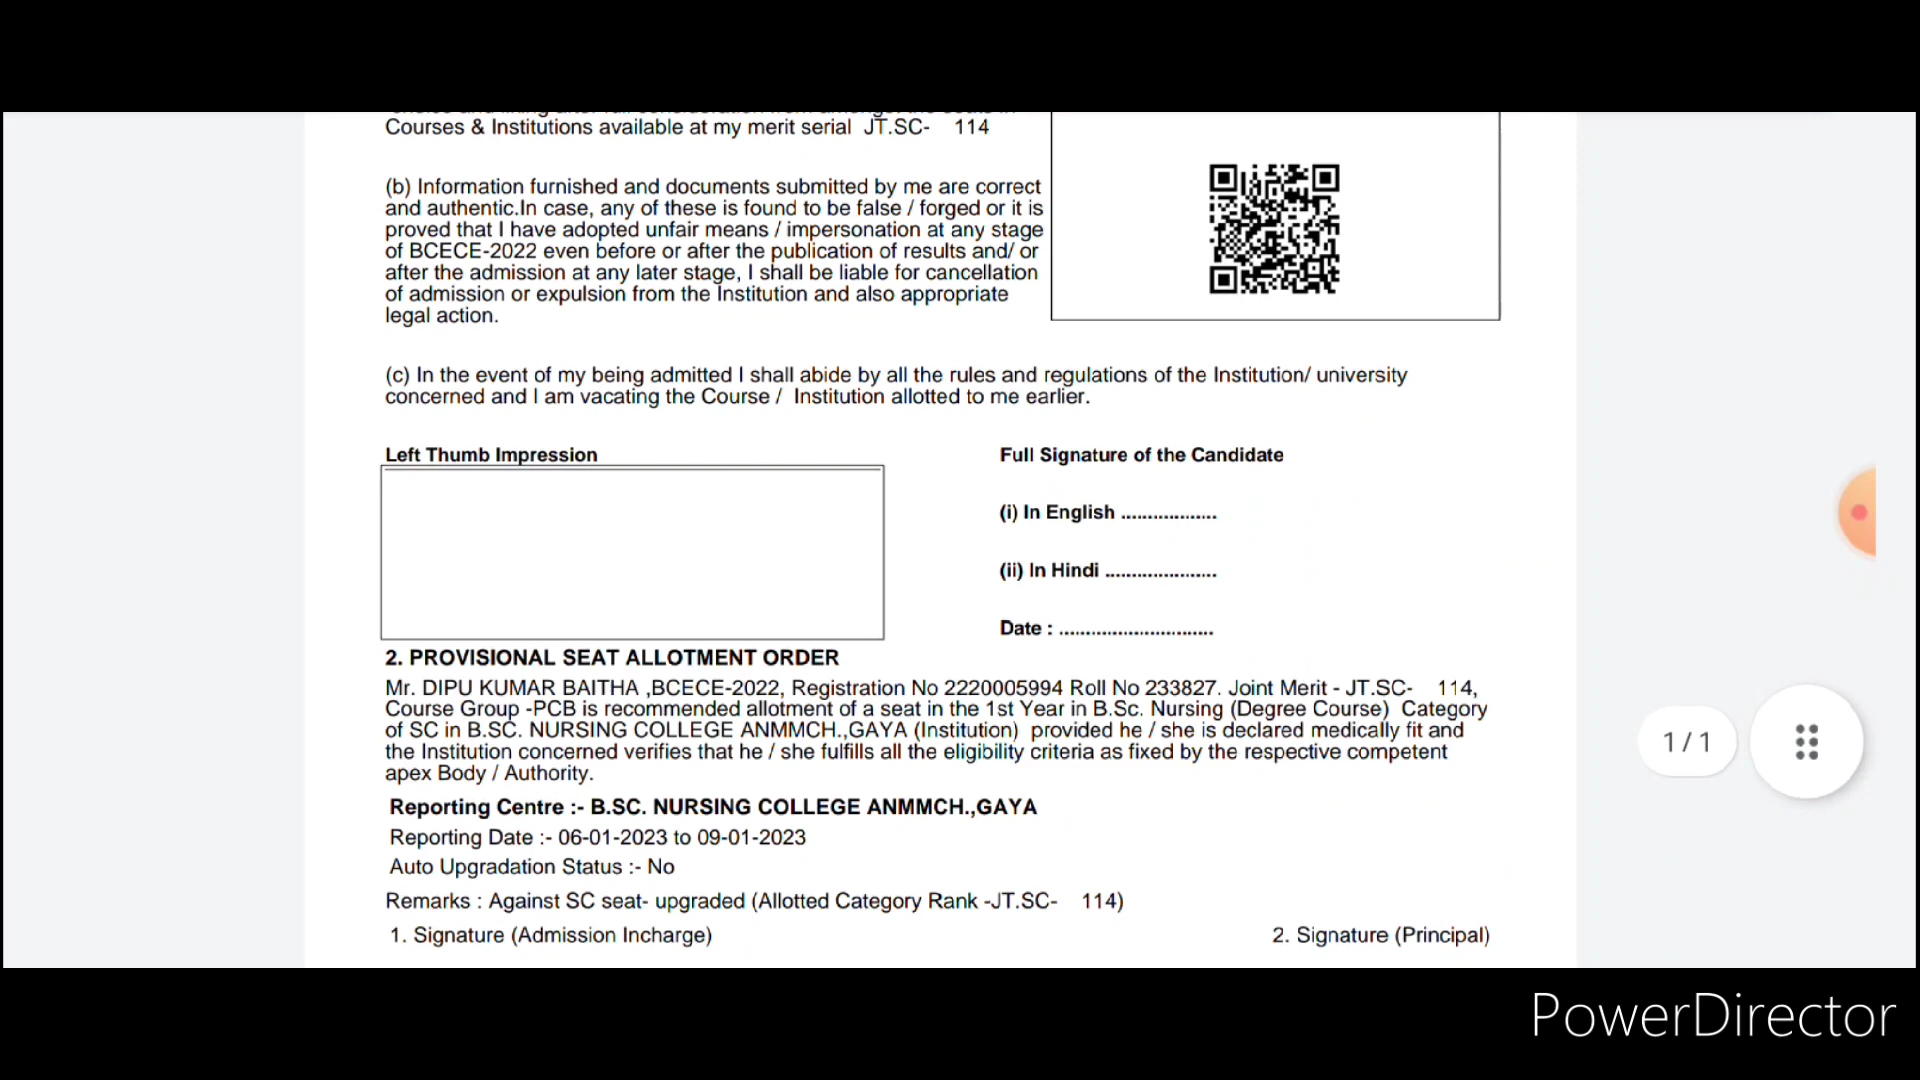 Courses & Institutions available at my merit serial JT.SC- 114
(b) Information furnished and documents submitted by me are correct
and authentic.In case, any of these is found to be false / forged or it is
proved that I have adopted unfair means / impersonation at any stage
of BCECE-2022 even before or after the publication of results and/ or
after the admission at any later stage, I shall be liable for cancellation
of admission or expulsion from the Institution and also appropriate
legal action.
(c) In the event of my being admitted I shall abide by all the rules and regulations of the Institution/ university
concerned and I am vacating the Course / Institution allotted to me earlier.
Left Thumb Impression
Full Signature of the Candidate
(i) In English ..................
(ii) In Hindi .....................
Date : .............................
2. PROVISIONAL SEAT ALLOTMENT ORDER
Mr. DIPU KUMAR BAITHA ,BCECE-2022, Registration No 2220005994 Roll No 233827. Joint Merit - JT.SC- 114,
Course Group -PCB is recommended allotment of a seat in the 1st Year in B.Sc. Nursing (Degree Course) Category
of SC in B.SC. NURSING COLLEGE ANMMCH.,GAYA (Institution) provided he / she is declared medically fit and
the Institution concerned verifies that he / she fulfills all the eligibility criteria as fixed by the respective competent
apex Body / Authority.
1 / 1
Reporting Centre :- B.SC. NURSING COLLEGE ANMMCH.,GAYA
Reporting Date :- 06-01-2023 to 09-01-2023
Auto Upgradation Status :- No
Remarks : Against SC seat- upgraded (Allotted Category Rank -JT.SC- 114)
1. Signature (Admission Incharge)
2. Signature (Principal)
PowerDirector